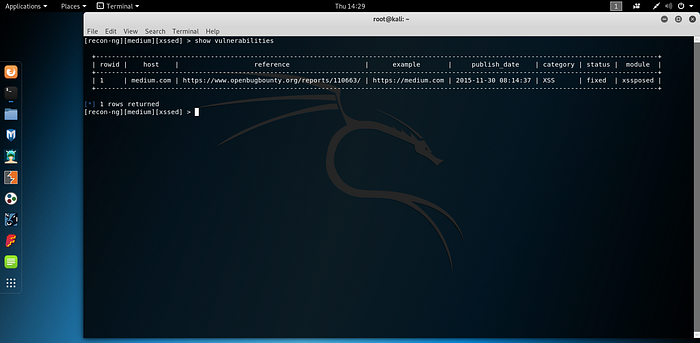 Applications Places Terminal Thu 14:29 1
root@kali: ~
File Edit View Search Terminal Help
[recon-ng][medium][xssed] > show vulnerabilities
+---------------------------------------------------------------------------------------------------------------------------------------------+
| rowid | host | reference | example | publish_date | category | status | module |
+---------------------------------------------------------------------------------------------------------------------------------------------+
| 1 | medium.com | https://www.openbugbounty.org/reports/110663/ | https://medium.com | 2015-11-30 08:14:37 | XSS | fixed | xssposed |
+---------------------------------------------------------------------------------------------------------------------------------------------+
[*] 1 rows returned
[recon-ng][medium][xssed] >